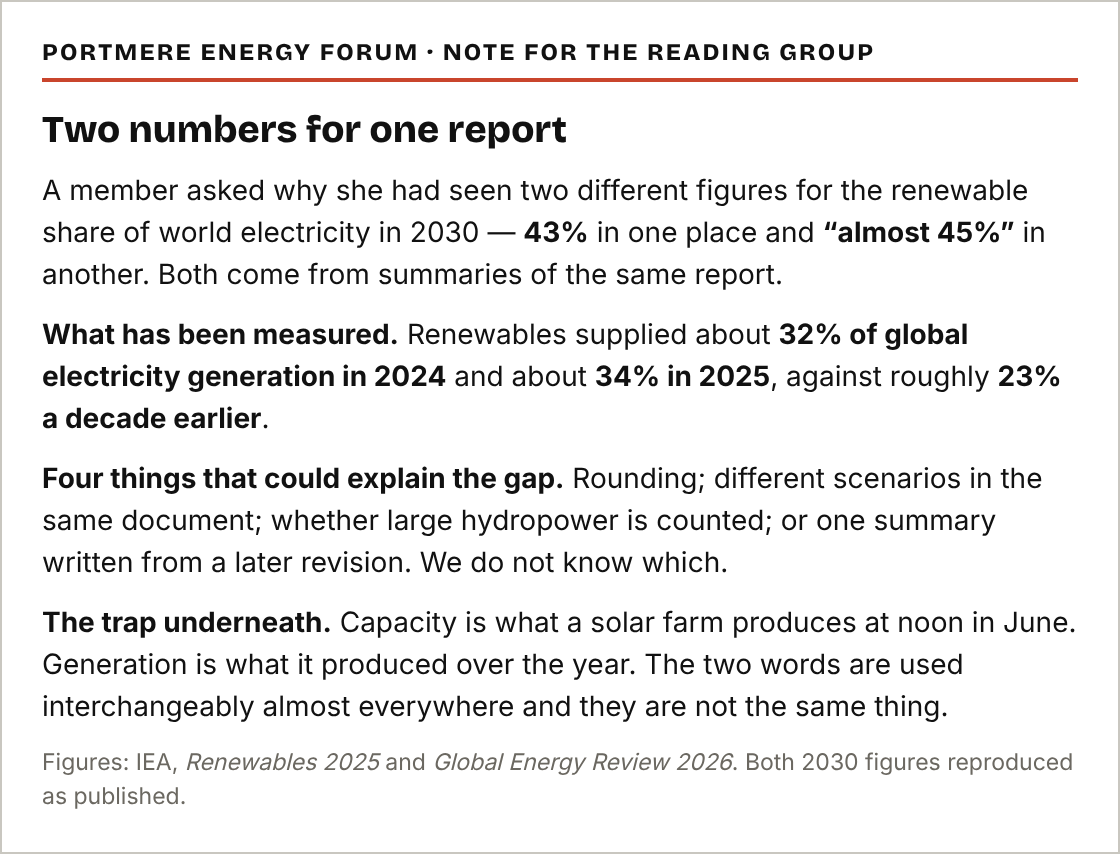 PORTMERE ENERGY FORUM · NOTE FOR THE READING GROUP
Two numbers for one report
A member asked why she had seen two different figures for the renewable
share of world electricity in 2030 — 43% in one place and “almost 45%” in
another. Both come from summaries of the same report.
What has been measured. Renewables supplied about 32% of global
electricity generation in 2024 and about 34% in 2025, against roughly 23%
a decade earlier.
Four things that could explain the gap. Rounding; different scenarios in the
same document; whether large hydropower is counted; or one summary
written from a later revision. We do not know which.
The trap underneath. Capacity is what a solar farm produces at noon in June.
Generation is what it produced over the year. The two words are used
interchangeably almost everywhere and they are not the same thing.
Figures: IEA, Renewables 2025 and Global Energy Review 2026. Both 2030 figures reproduced
as published.